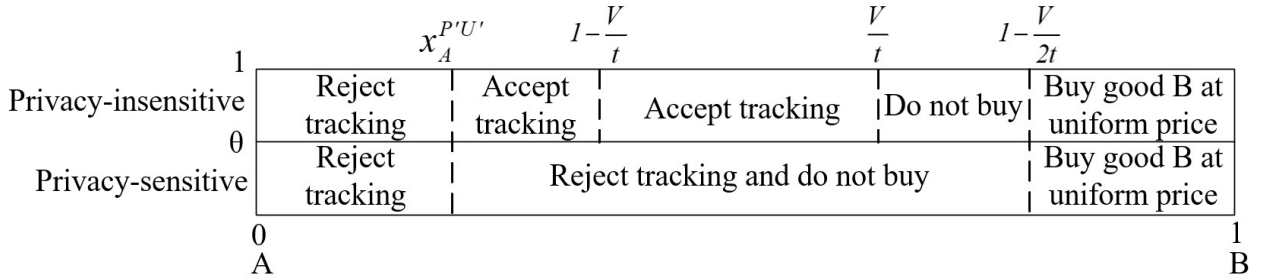 x_A^{P'U'} 1 - V/t V/t 1 - V/2t
1
Privacy-insensitive
Reject
tracking
Accept
tracking
Accept tracking
Do not buy
Buy good B at
uniform price
θ
Privacy-sensitive
Reject
tracking
Reject tracking and do not buy
Buy good B at
uniform price
0
1
A
B